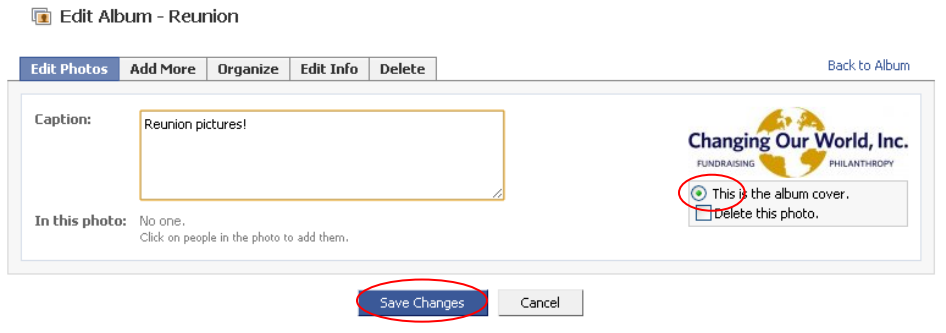 Edit Album - Reunion
Edit Photos Add More Organize Edit Info Delete Back to Album
Caption: Reunion pictures!
Changing Our World, Inc.
FUNDRAISING PHILANTHROPY
This is the album cover.
Delete this photo.
In this photo: No one.
Click on people in the photo to add them.
Save Changes Cancel